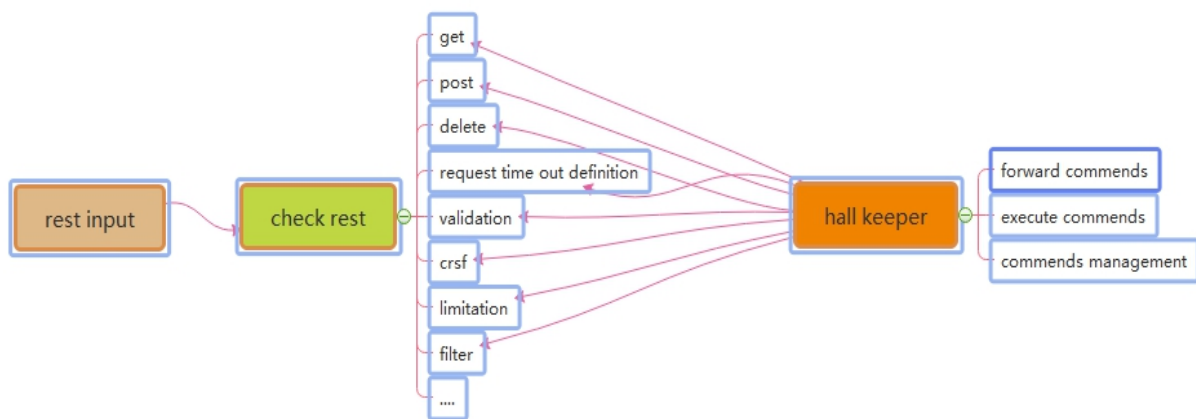 rest input
check rest
get
post
delete
request time out definition
validation
crsf
limitation
filter
....
hall keeper
forward commends
execute commends
commends management